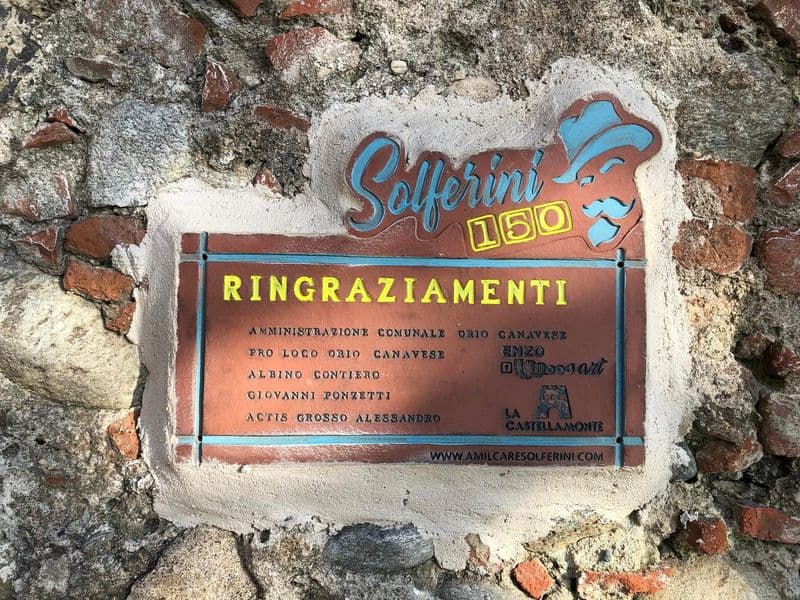 Solferini
150
RINGRAZIAMENTI
AMMINISTRAZIONE COMUNALE ORIO CANAVESE
PRO LOCO ORIO CANAVESE
ALBINO CONTIERO
GIOVANNI PONZETTI
ACTIS GROSSO ALESSANDRO
ENZO
art
LA
CASTELLAMONTE
WWW.AMILCARESOLFERINI.COM